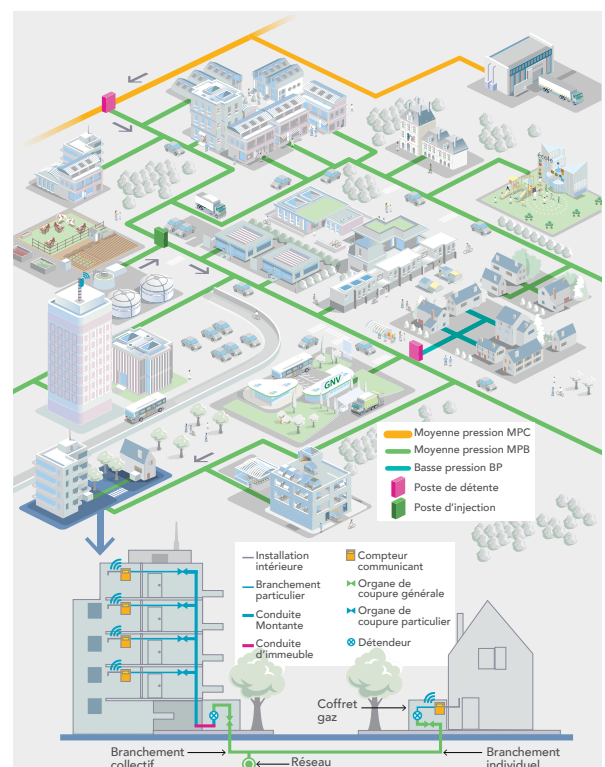 école
GNV
Moyenne pression MPC
Moyenne pression MPB
Basse pression BP
Poste de détente
Poste d'injection
Installation
intérieure
Branchement
particulier
Conduite
Montante
Conduite
d'immeuble
Compteur
communicant
Organe de
coupure générale
Organe de
coupure particulier
Détendeur
Coffret
gaz
Branchement
collectif
Réseau
Branchement
individuel